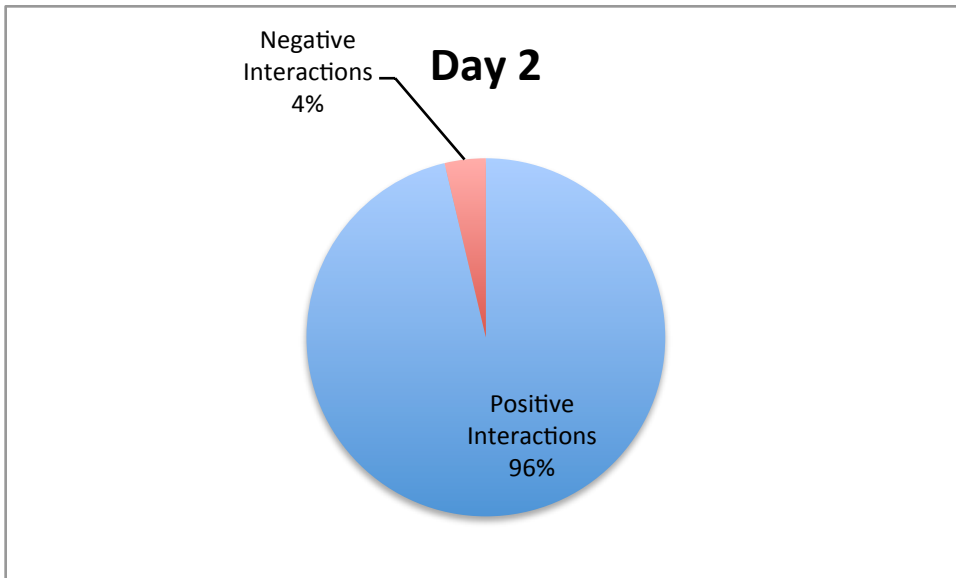 Day 2
Negative
Interactions
4%
Positive
Interactions
96%